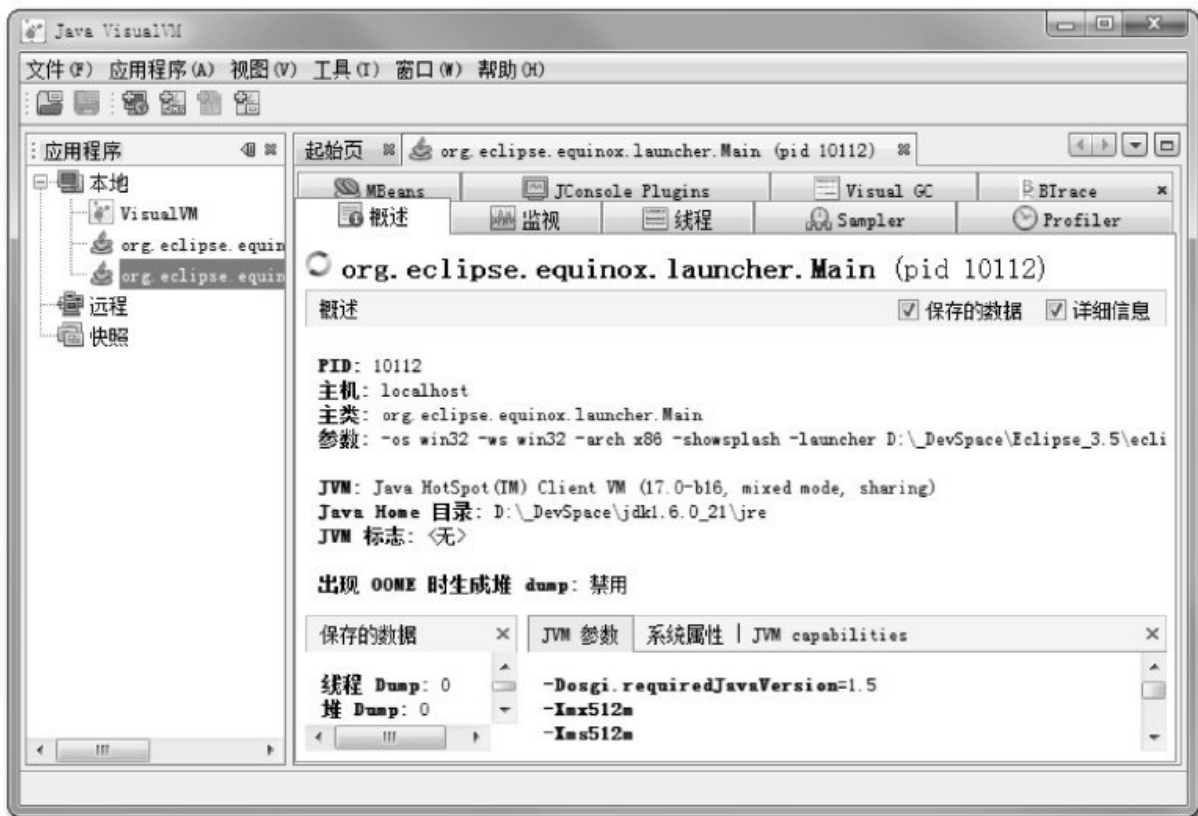 Java VisualVM
文件(F) 应用程序(A) 视图(V) 工具(T) 窗口(W) 帮助(H)
应用程序
本地
VisualVM
org.eclipse.equin
org.eclipse.equin
远程
快照
起始页 org.eclipse.equinox.launcher.Main (pid 10112)
MBeans JConsole Plugins Visual GC BTrace
概述 监视 线程 Sampler Profiler
org.eclipse.equinox.launcher.Main (pid 10112)
概述 保存的数据 详细信息
PID: 10112
主机: localhost
主类: org.eclipse.equinox.launcher.Main
参数: -os win32 -ws win32 -arch x86 -showsplash -launcher D:\_DevSpace\Eclipse_3.5\ecli
JVM: Java HotSpot(TM) Client VM (17.0-b16, mixed mode, sharing)
Java Home 目录: D:\_DevSpace\jdk1.6.0_21\jre
JVM 标志: <无>
出现 OOME 时生成堆 dump: 禁用
保存的数据
线程 Dump: 0
堆 Dump: 0
JVM 参数 系统属性 | JVM capabilities
-Dosgi.requiredJavaVersion=1.5
-Xmx512m
-Xms512m